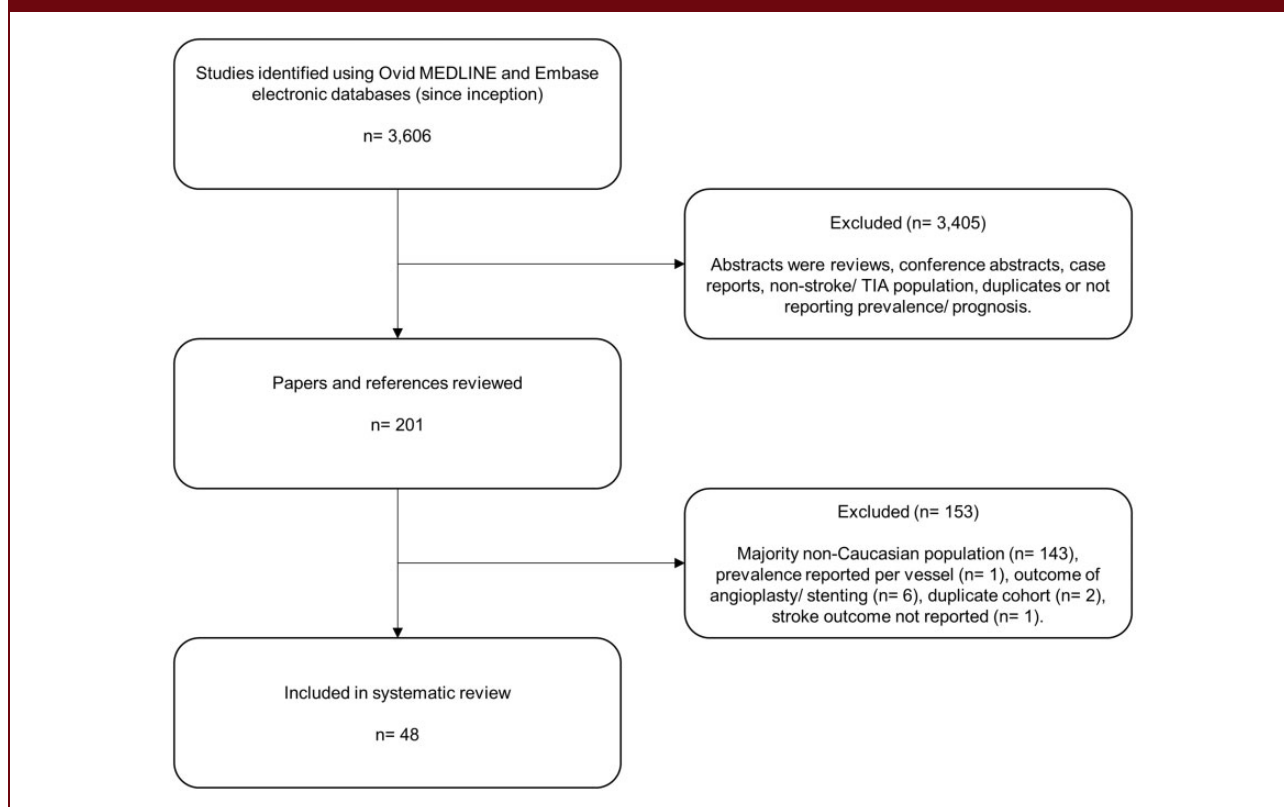 Studies identified using Ovid MEDLINE and Embase
electronic databases (since inception)
n= 3,606
Excluded (n= 3,405)
Abstracts were reviews, conference abstracts, case
reports, non-stroke/ TIA population, duplicates or not
reporting prevalence/ prognosis.
Papers and references reviewed
n= 201
Excluded (n= 153)
Majority non-Caucasian population (n= 143),
prevalence reported per vessel (n= 1), outcome of
angioplasty/ stenting (n= 6), duplicate cohort (n= 2),
stroke outcome not reported (n= 1).
Included in systematic review
n= 48